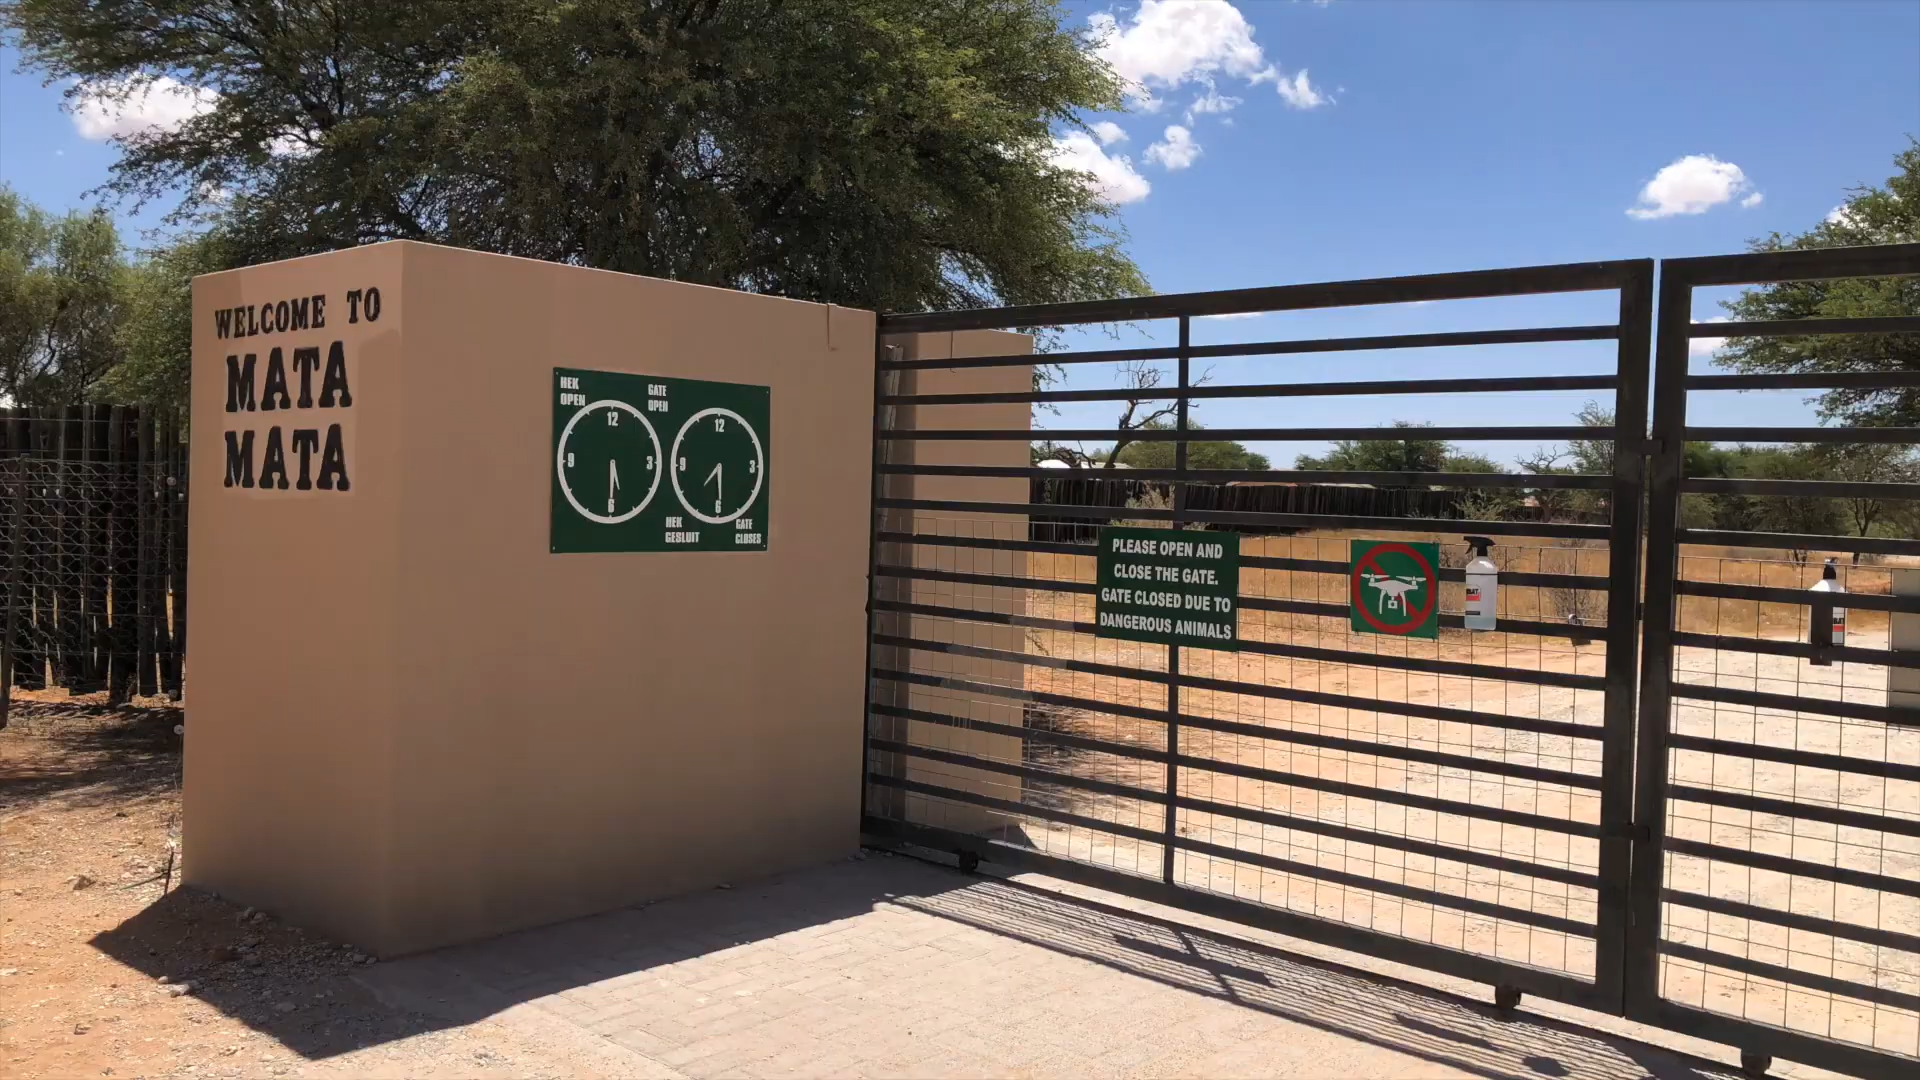 WELCOME TO
MATA
MATA
HEK
OPEN
GATE
OPEN
12
9
3
6
12
9
3
6
HEK
GESLUIT
GATE
CLOSES
PLEASE OPEN AND
CLOSE THE GATE.
GATE CLOSED DUE TO
DANGEROUS ANIMALS